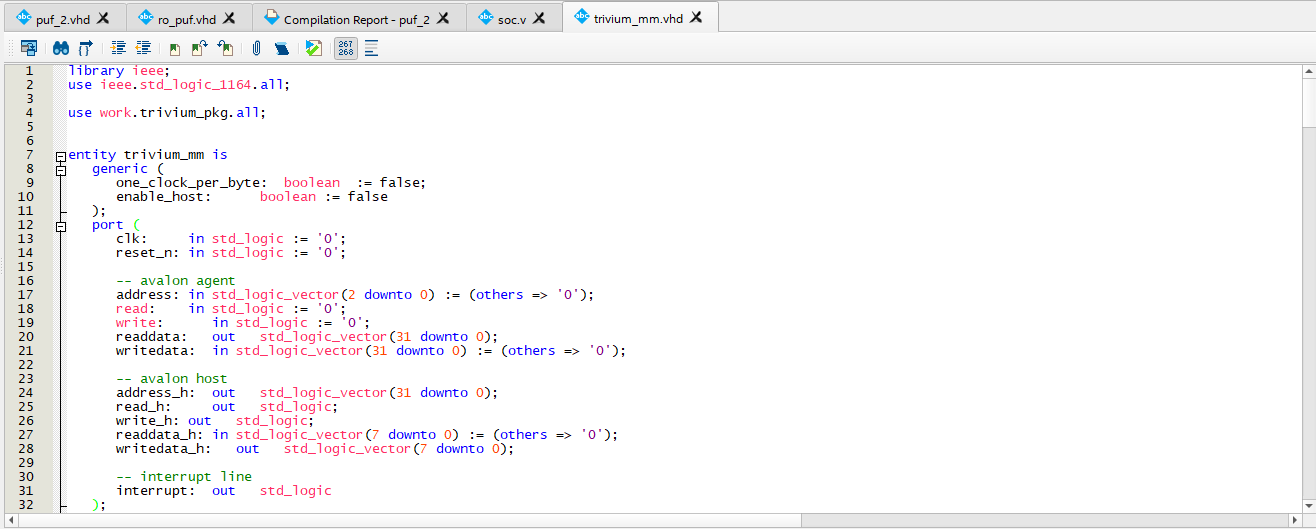 puf_2.vhd ro_puf.vhd Compilation Report - puf_2 soc.v trivium_mm.vhd
267
268
1 library ieee;
2 use ieee.std_logic_1164.all;
3
4 use work.trivium_pkg.all;
5
6
7 entity trivium_mm is
8 generic (
9 one_clock_per_byte: boolean := false;
10 enable_host: boolean := false
11 );
12 port (
13 clk: in std_logic := '0';
14 reset_n: in std_logic := '0';
15
16 -- avalon agent
17 address: in std_logic_vector(2 downto 0) := (others => '0');
18 read: in std_logic := '0';
19 write: in std_logic := '0';
20 readdata: out std_logic_vector(31 downto 0);
21 writedata: in std_logic_vector(31 downto 0) := (others => '0');
22
23 -- avalon host
24 address_h: out std_logic_vector(31 downto 0);
25 read_h: out std_logic;
26 write_h: out std_logic;
27 readdata_h: in std_logic_vector(7 downto 0) := (others => '0');
28 writedata_h: out std_logic_vector(7 downto 0);
29
30 -- interrupt line
31 interrupt: out std_logic
32 );